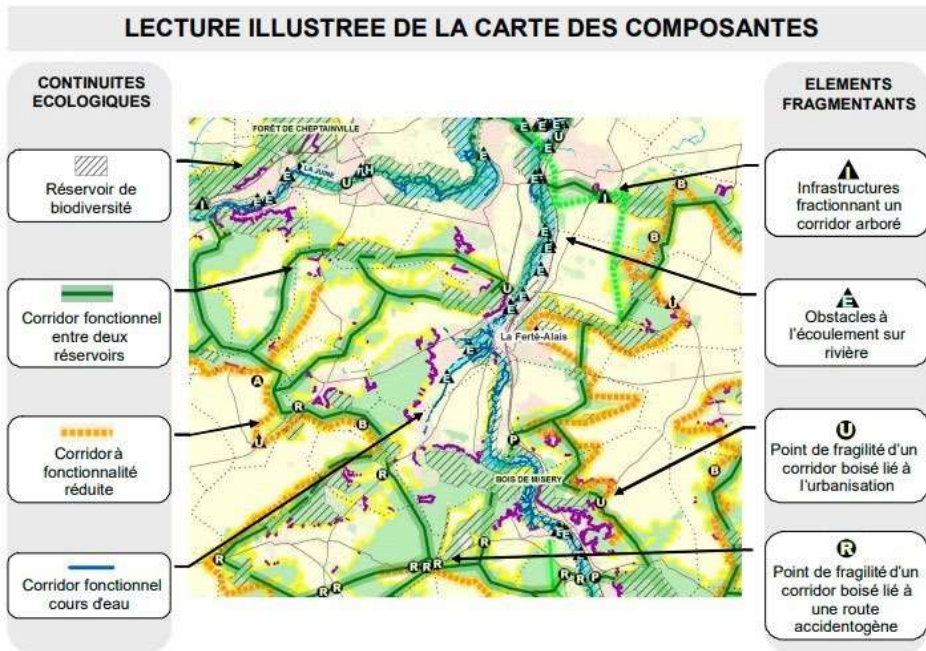 LECTURE ILLUSTREE DE LA CARTE DES COMPOSANTES
CONTINUITES
ECOLOGIQUES
Réservoir de
biodiversité
Corridor fonctionnel
entre deux
réservoirs
Corridor à
fonctionnalité
réduite
Corridor fonctionnel
cours d'eau
FORÊT DE CHEPTAINVILLE
LA JUINE
La Ferté-Alais
BOIS DE MISERY
ELEMENTS
FRAGMENTANTS
Infrastructures
fractionnant un
corridor arboré
E
Obstacles à
l'écoulement sur
rivière
U
Point de fragilité d'un
corridor boisé lié à
l'urbanisation
R
Point de fragilité d'un
corridor boisé lié à
une route
accidentogène